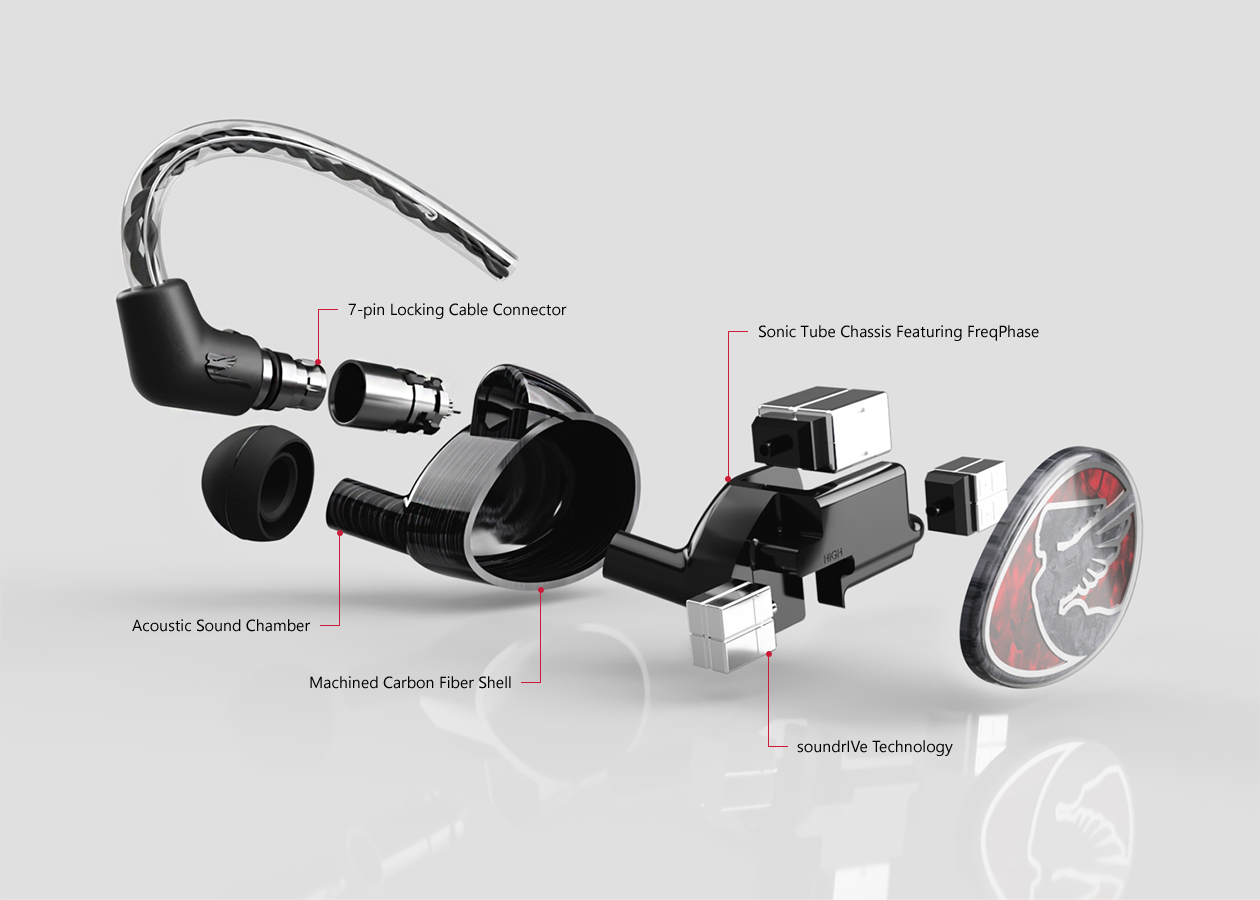 7-pin Locking Cable Connector
Sonic Tube Chassis Featuring FreqPhase
HIGH
Acoustic Sound Chamber
Machined Carbon Fiber Shell
soundrIVe Technology